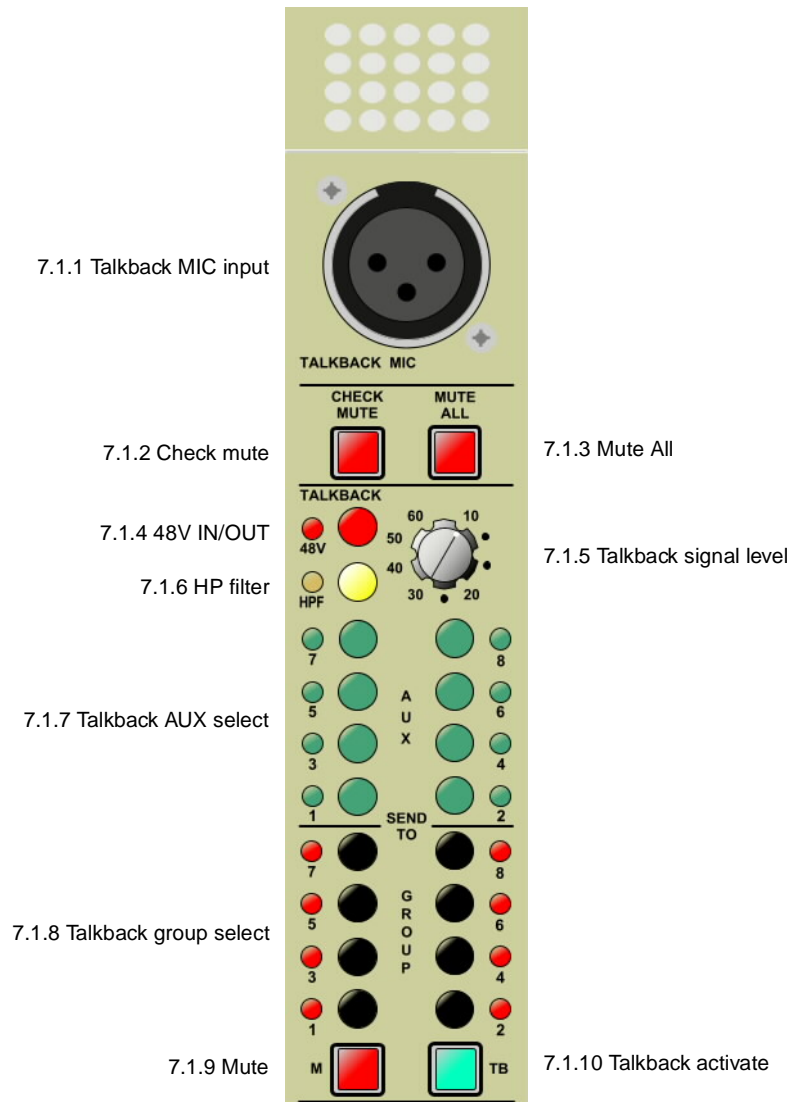 7.1.1 Talkback MIC input
TALKBACK MIC
CHECK MUTE
MUTE ALL
7.1.2 Check mute
7.1.3 Mute All
TALKBACK
7.1.4 48V IN/OUT
48V
60 10
50
40
30 20
7.1.5 Talkback signal level
7.1.6 HP filter
HPF
7 8
5 6
3 4
1 2
AUX
7.1.7 Talkback AUX select
SEND TO
7 8
5 6
3 4
1 2
GROUP
7.1.8 Talkback group select
7.1.9 Mute
M
TB
7.1.10 Talkback activate